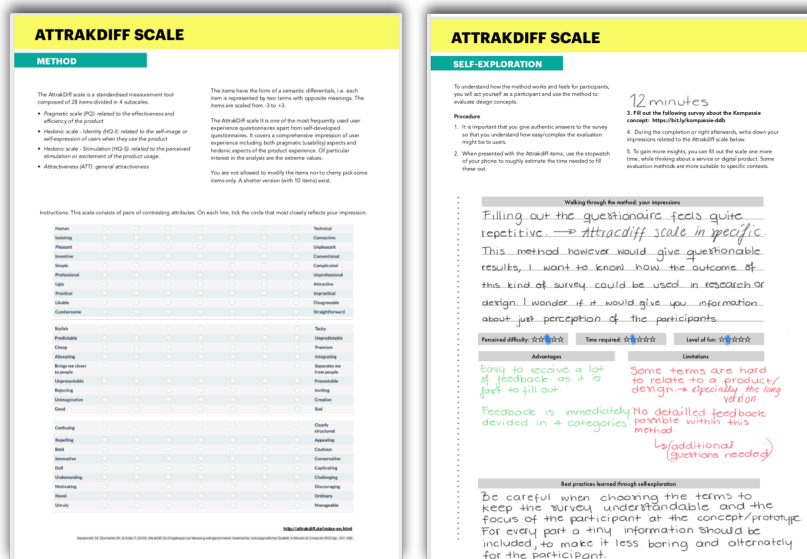 ATTRAKDIFF SCALE
METHOD
The AttrakDiff scale is a standardised measurement tool
composed of 28 items divided in 4 subscales:
• Pragmatic scale (PQ): related to the effectiveness and
efficiency of the product
• Hedonic scale - Identity (HQ-I): related to the self-image or
self-expression of users when they use the product
• Hedonic scale - Stimulation (HQ-S): related to the perceived
stimulation or excitement of the product usage.
• Attractiveness (ATT): general attractiveness
The items have the form of a semantic differentials, i.e. each
item is represented by two terms with opposite meanings. The
items are scaled from -3 to +3.
The AttrakDiff scale It is one of the most frequently used user
experience questionnaires apart from self-developed
questionnaires. It covers a comprehensive impression of user
experience including both pragmatic (usability) aspects and
hedonic aspects of the product experience. Of particular
interest in the analysis are the extreme values.
You are not allowed to modify the items nor to cherry pick some
items only. A shorter version (with 10 items) exist.
Instructions: This scale consists of pairs of contrasting attributes. On each line, tick the circle that most closely reflects your impression.
Human Technical
Isolating Connective
Pleasant Unpleasant
Inventive Conventional
Simple Complicated
Professional Unprofessional
Ugly Attractive
Practical Impractical
Likable Disagreeable
Cumbersome Straightforward
Stylish Tacky
Predictable Unpredictable
Cheap Premium
Alienating Integrating
Brings me closer Separates me
to people from people
Unpresentable Presentable
Rejecting Inviting
Unimaginative Creative
Good Bad
Confusing Clearly
structured
Repelling Appealing
Bold Cautious
Innovative Conservative
Dull Captivating
Undemanding Challenging
Motivating Discouraging
Novel Ordinary
Unruly Manageable
http://attrakdiff.de/index-en.html
ATTRAKDIFF SCALE
SELF-EXPLORATION
To understand how the method works and feels for participants,
you will act yourself as a participant and use the method to
evaluate design concepts.
Procedure
1. It is important that you give authentic answers to the survey
so that you understand how easy/complex the evaluation
might be to users.
2. When presented with the Attrakdiff items, use the stopwatch
of your phone to roughly estimate the time needed to fill
these out.
12 minutes
3. Fill out the following survey about the Kompassie
concept: https://bit.ly/kompassie-ddb
4. During the completion or right afterwards, write down your
impressions related to the Attrakdiff scale below.
5. To gain more insights, you can fill out the scale one more
time, while thinking about a service or digital product. Some
evaluation methods are more suitable to specific contexts.
Walking through the method: your impressions
Filling out the questionaire feels quite
repetitive. → Attracdiff scale in specific.
This method however would give questionable
results, I want to know how the outcome of
this kind of survey could be used in research or
design. I wonder if it would give you information
about just perception of the participants
Perceived difficulty: ☆☆☆☆☆ Time required: ☆☆☆☆☆ Level of fun: ☆☆☆☆☆
Advantages
Easy to receive a lot
of feedback as it is
fast to fill out
Feedback is immediately
devided in 4 categories.
Limitations
Some terms are hard
to relate to a product/
design. → especially the long
version
No detailled feedback
possible within this
method
↳ (additional
questions needed)
Best practices learned through self-exploration
Be careful when choosing the terms to
keep the survey understandable and the
focus of the participant at the concept/prototype
For every part a tiny information should be
included, to make it less boring and alternately
for the participant.